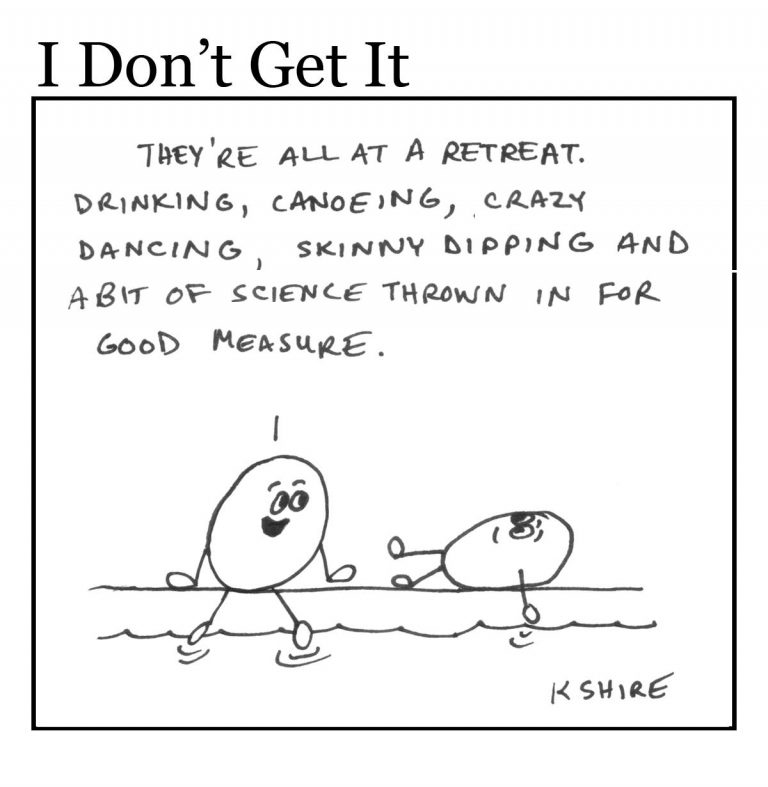 I Don’t Get It
THEY'RE ALL AT A RETREAT.
DRINKING, CANOEING, CRAZY
DANCING, SKINNY DIPPING AND
A BIT OF SCIENCE THROWN IN FOR
GOOD MEASURE.
K SHIRE